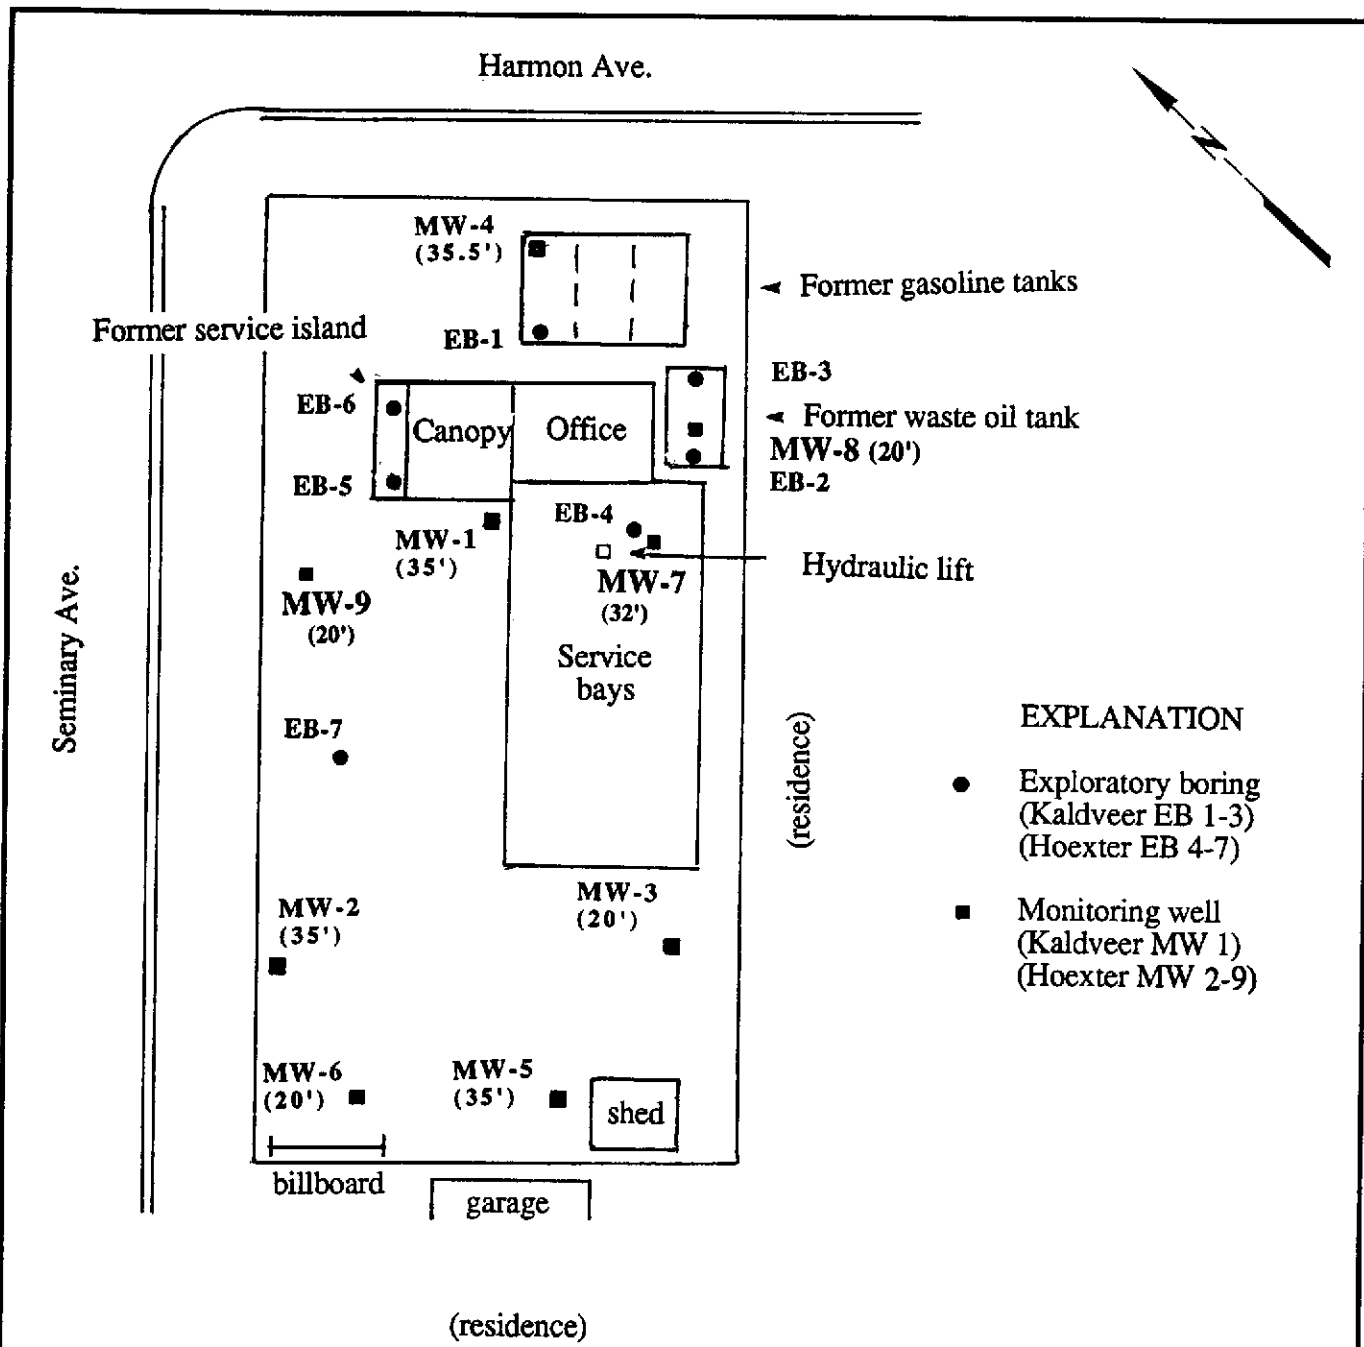 Harmon Ave.
N
MW-4
(35.5')
Former gasoline tanks
Former service island
EB-1
EB-3
EB-6
Canopy
Office
Former waste oil tank
MW-8 (20')
EB-5
EB-2
EB-4
MW-1
(35')
Hydraulic lift
MW-7
(32')
MW-9
(20')
Seminary Ave.
Service
bays
EB-7
(residence)
EXPLANATION
Exploratory boring
(Kaldveer EB 1-3)
(Hoexter EB 4-7)
MW-3
(20')
MW-2
(35')
Monitoring well
(Kaldveer MW 1)
(Hoexter MW 2-9)
MW-6
(20')
MW-5
(35')
shed
billboard
garage
(residence)